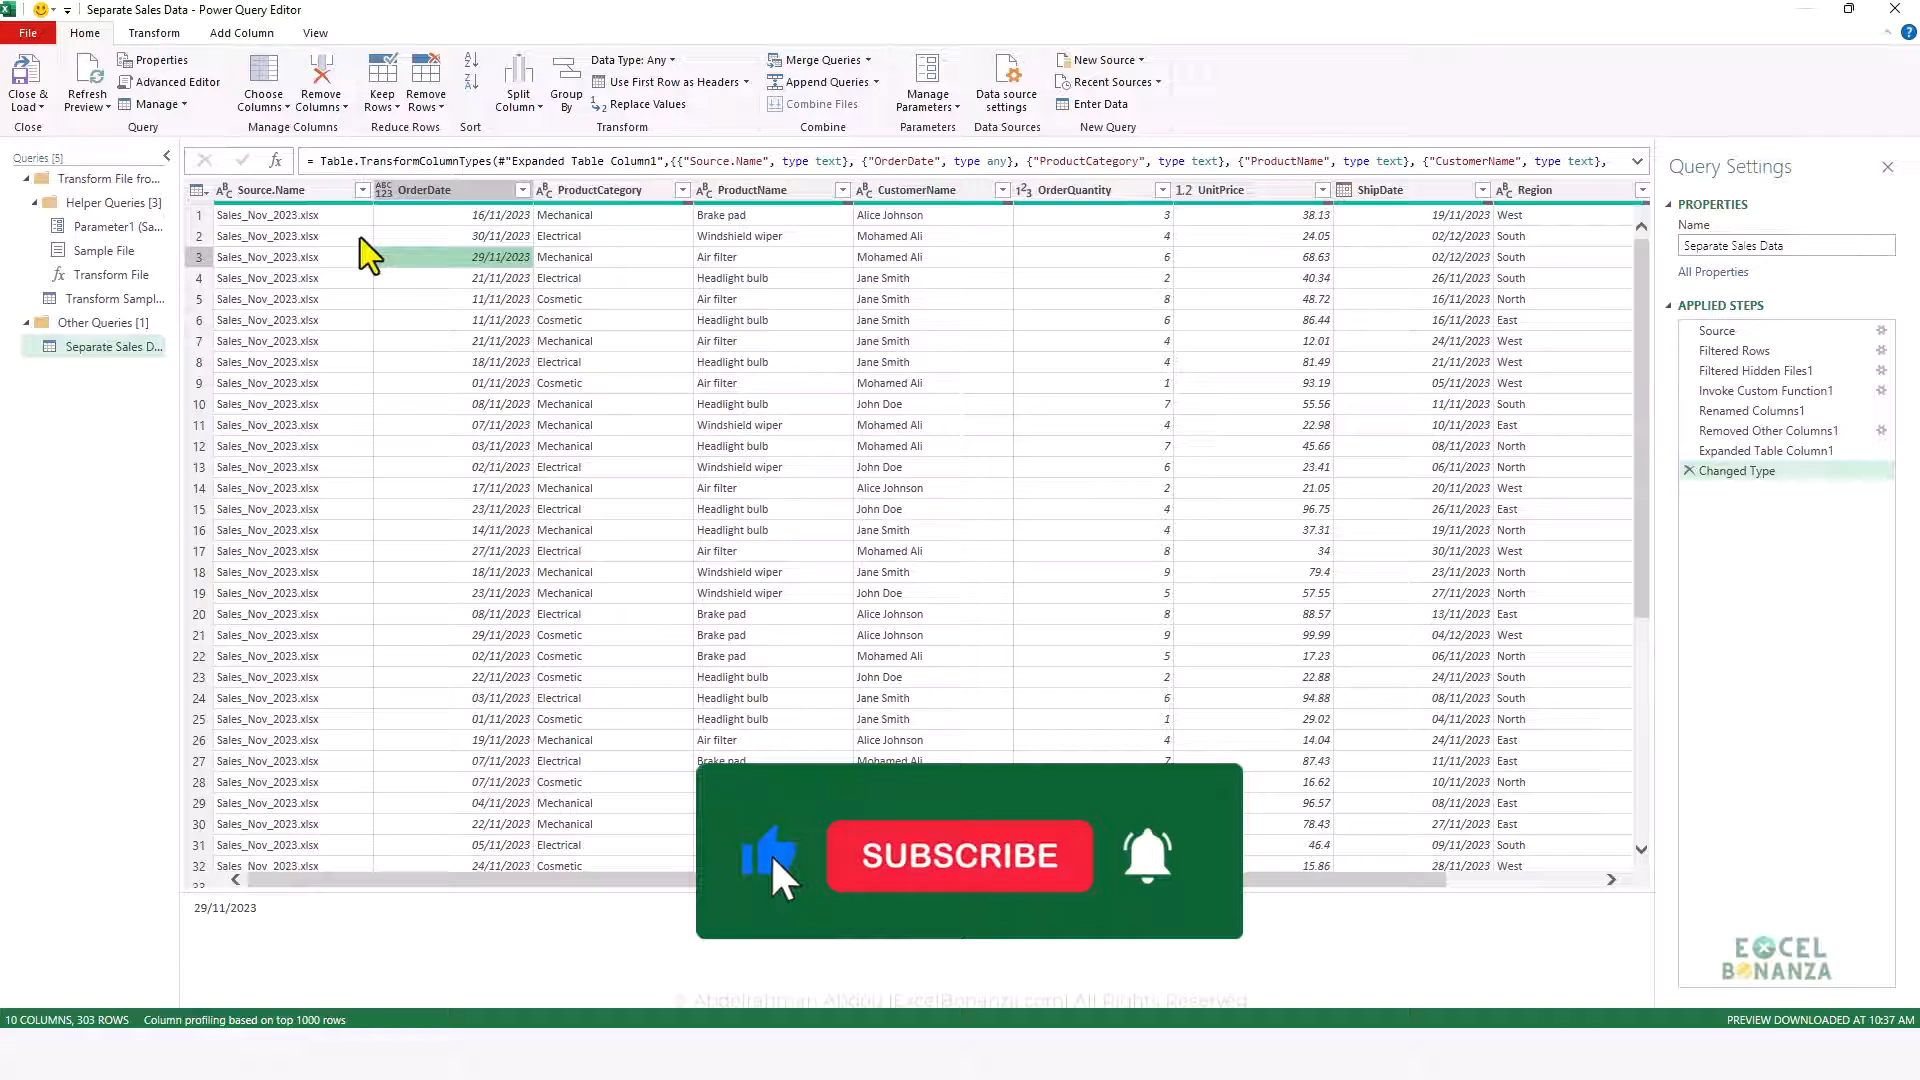 Separate Sales Data - Power Query Editor
File Home Transform Add Column View
Close & Load
Close
Refresh Preview
Properties
Advanced Editor
Manage
Query
Choose Columns
Remove Columns
Manage Columns
Keep Rows
Remove Rows
Reduce Rows
Sort
Split Column
Group By
Data Type: Any
Use First Row as Headers
Replace Values
Transform
Merge Queries
Append Queries
Combine Files
Combine
Manage Parameters
Parameters
Data source settings
Data Sources
New Source
Recent Sources
Enter Data
New Query
Queries [5]
Transform File fro...
Helper Queries [3]
Parameter1 (Sa...
Sample File
Transform File
Transform Sampl...
Other Queries [1]
Separate Sales D...
= Table.TransformColumnTypes(#"Expanded Table Column1",{{"Source.Name", type text}, {"OrderDate", type any}, {"ProductCategory", type text}, {"ProductName", type text}, {"CustomerName", type text},
Source.Name OrderDate ProductCategory ProductName CustomerName OrderQuantity UnitPrice ShipDate Region
1 Sales_Nov_2023.xlsx 16/11/2023 Mechanical Brake pad Alice Johnson 3 38.13 19/11/2023 West
2 Sales_Nov_2023.xlsx 30/11/2023 Electrical Windshield wiper Mohamed Ali 4 24.05 02/12/2023 South
3 Sales_Nov_2023.xlsx 29/11/2023 Mechanical Air filter Mohamed Ali 6 68.63 02/12/2023 South
4 Sales_Nov_2023.xlsx 21/11/2023 Electrical Headlight bulb Jane Smith 2 40.34 26/11/2023 South
5 Sales_Nov_2023.xlsx 11/11/2023 Cosmetic Air filter Jane Smith 8 48.72 16/11/2023 North
6 Sales_Nov_2023.xlsx 11/11/2023 Cosmetic Headlight bulb Jane Smith 6 86.44 16/11/2023 East
7 Sales_Nov_2023.xlsx 21/11/2023 Mechanical Air filter Jane Smith 4 12.01 24/11/2023 West
8 Sales_Nov_2023.xlsx 18/11/2023 Electrical Headlight bulb Jane Smith 4 81.49 21/11/2023 West
9 Sales_Nov_2023.xlsx 01/11/2023 Cosmetic Air filter Mohamed Ali 1 93.19 05/11/2023 West
10 Sales_Nov_2023.xlsx 08/11/2023 Mechanical Headlight bulb John Doe 7 55.56 11/11/2023 South
11 Sales_Nov_2023.xlsx 07/11/2023 Mechanical Windshield wiper Mohamed Ali 4 22.98 10/11/2023 East
12 Sales_Nov_2023.xlsx 03/11/2023 Mechanical Headlight bulb Mohamed Ali 7 45.66 08/11/2023 North
13 Sales_Nov_2023.xlsx 02/11/2023 Electrical Windshield wiper John Doe 6 23.41 06/11/2023 North
14 Sales_Nov_2023.xlsx 17/11/2023 Mechanical Air filter Alice Johnson 2 21.05 20/11/2023 West
15 Sales_Nov_2023.xlsx 23/11/2023 Electrical Headlight bulb John Doe 4 96.75 26/11/2023 East
16 Sales_Nov_2023.xlsx 14/11/2023 Mechanical Headlight bulb Jane Smith 4 37.31 19/11/2023 North
17 Sales_Nov_2023.xlsx 27/11/2023 Electrical Air filter Mohamed Ali 8 34 30/11/2023 West
18 Sales_Nov_2023.xlsx 18/11/2023 Mechanical Windshield wiper Jane Smith 9 79.4 23/11/2023 North
19 Sales_Nov_2023.xlsx 23/11/2023 Mechanical Windshield wiper John Doe 5 57.55 27/11/2023 North
20 Sales_Nov_2023.xlsx 08/11/2023 Electrical Brake pad Alice Johnson 8 88.57 13/11/2023 East
21 Sales_Nov_2023.xlsx 29/11/2023 Cosmetic Brake pad Alice Johnson 9 99.99 04/12/2023 West
22 Sales_Nov_2023.xlsx 02/11/2023 Cosmetic Brake pad Mohamed Ali 5 17.23 06/11/2023 North
23 Sales_Nov_2023.xlsx 22/11/2023 Cosmetic Headlight bulb John Doe 2 22.88 24/11/2023 South
24 Sales_Nov_2023.xlsx 03/11/2023 Electrical Headlight bulb Jane Smith 6 94.88 08/11/2023 South
25 Sales_Nov_2023.xlsx 01/11/2023 Cosmetic Headlight bulb Jane Smith 1 29.02 04/11/2023 North
26 Sales_Nov_2023.xlsx 19/11/2023 Mechanical Air filter Alice Johnson 4 14.04 24/11/2023 East
27 Sales_Nov_2023.xlsx 07/11/2023 Electrical Brake pad Mohamed Ali 7 87.43 11/11/2023 East
28 Sales_Nov_2023.xlsx 07/11/2023 Cosmetic 16.62 10/11/2023 North
29 Sales_Nov_2023.xlsx 04/11/2023 Mechanical 96.57 08/11/2023 East
30 Sales_Nov_2023.xlsx 22/11/2023 Mechanical 78.43 27/11/2023 East
31 Sales_Nov_2023.xlsx 05/11/2023 Electrical 46.4 09/11/2023 South
32 Sales_Nov_2023.xlsx 24/11/2023 Cosmetic 15.86 28/11/2023 West
33
SUBSCRIBE
29/11/2023
Query Settings
PROPERTIES
Name
Separate Sales Data
All Properties
APPLIED STEPS
Source
Filtered Rows
Filtered Hidden Files1
Invoke Custom Function1
Renamed Columns1
Removed Other Columns1
Expanded Table Column1
Changed Type
EXCEL
BONANZA
|ExcelBonanza.com| All Rights Reserved
10 COLUMNS, 303 ROWS Column profiling based on top 1000 rows
PREVIEW DOWNLOADED AT 10:37 AM